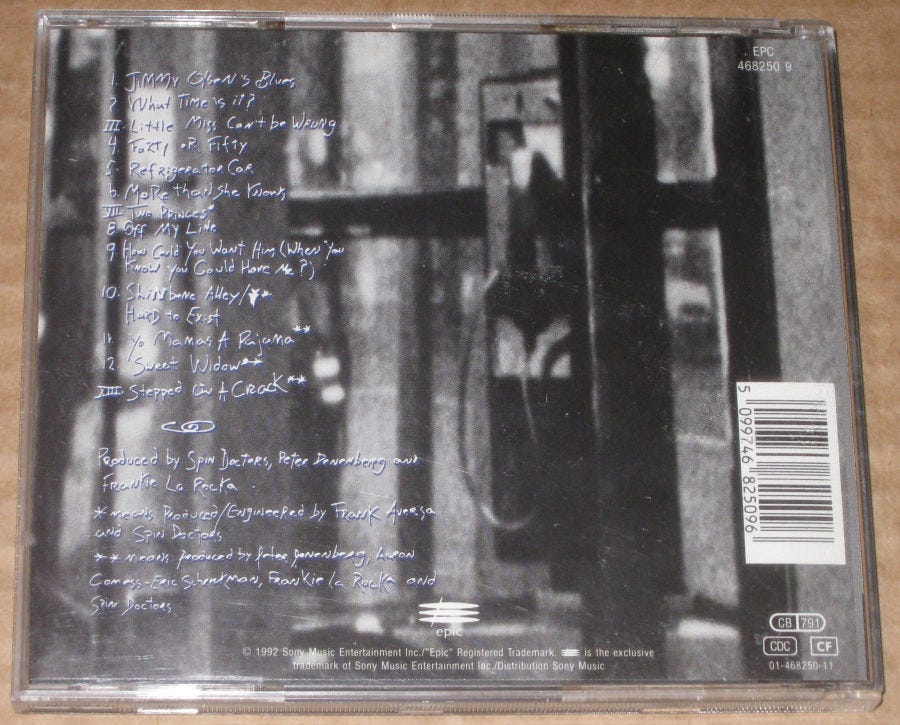 EPC
468250 9
1. Jimmy Olsen's Blues
2. What Time is it?
III. Little Miss Can't be Wrong
4. Forty or Fifty
5. Refrigerator Car
6. More than She Knows
VII Two Princes*
8. Off My Line
9 How Could You Want Him (When You
Know you Could Have Me?)
10. Shinbone Alley/**
Hard to Exist
11. Yo Mamas A Pajama**
12 Sweet Widow**
XIII Stepped On A Crack**
Produced by Spin Doctors, Peter Denenberg and
Frankie La Rocka
* means Produced/Engineered by Frank Aversa
and Spin Doctors
** means produced by Peter Denenberg, Aaron
Comess-Eric Schenkman, Frankie La Rocka and
Spin Doctors
5 099746 825096
epic
© 1992 Sony Music Entertainment Inc./"Epic" Registered Trademark. is the exclusive
trademark of Sony Music Entertainment Inc./Distribution Sony Music
CB 791
CDC CF
01-468250-11